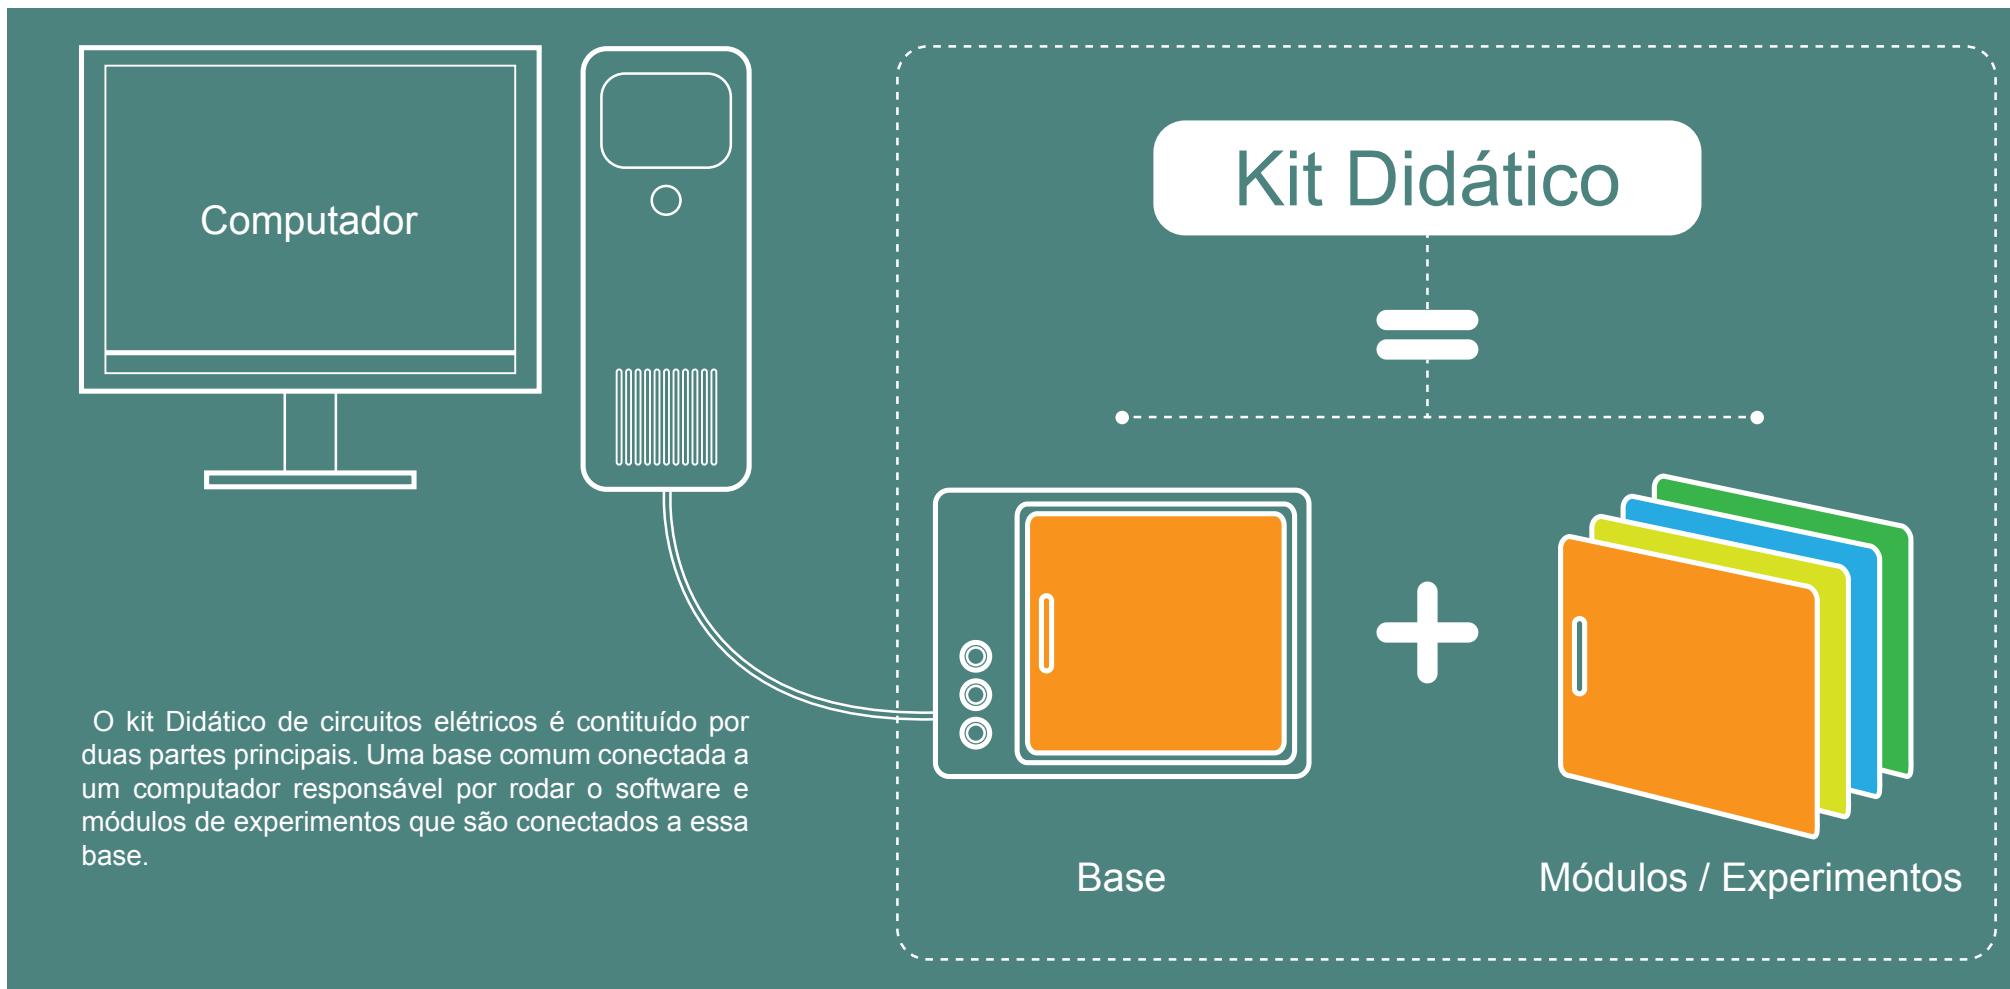 Computador
Kit Didático
O kit Didático de circuitos elétricos é contituído por
duas partes principais. Uma base comum conectada a
um computador responsável por rodar o software e
módulos de experimentos que são conectados a essa
base.
Base
Módulos / Experimentos